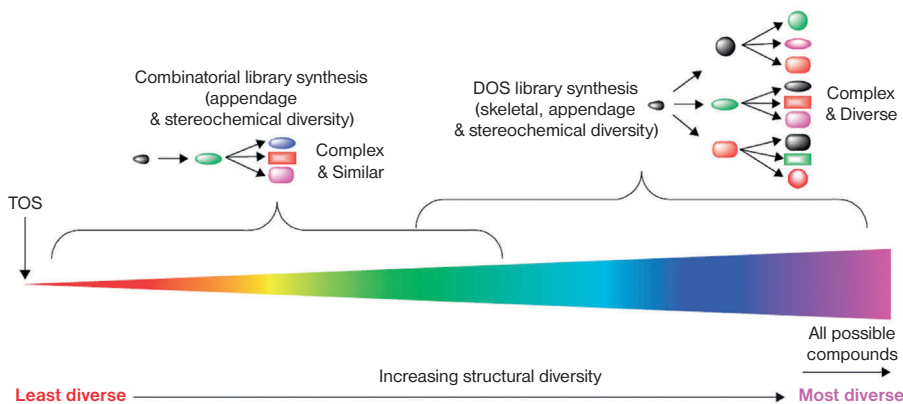 Combinatorial library synthesis
(appendage
& stereochemical diversity)
Complex
& Similar
DOS library synthesis
(skeletal, appendage
& stereochemical diversity)
Complex
& Diverse
TOS
All possible
compounds
Increasing structural diversity
Least diverse
Most diverse